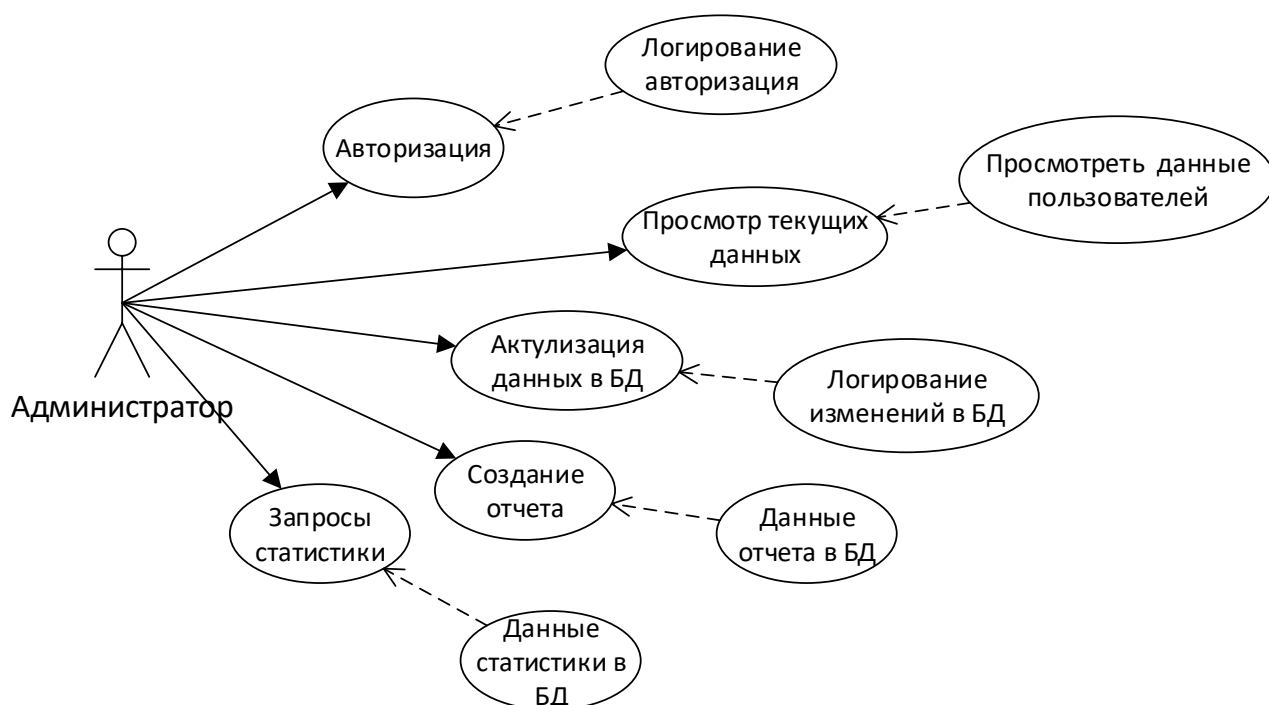 Логирование
авторизация
Авторизация
Просмотреть данные
пользователей
Просмотр текущих
данных
Актулизация
данных в БД
Логирование
изменений в БД
Администратор
Создание
отчета
Запросы
статистики
Данные
отчета в БД
Данные
статистики в
БД